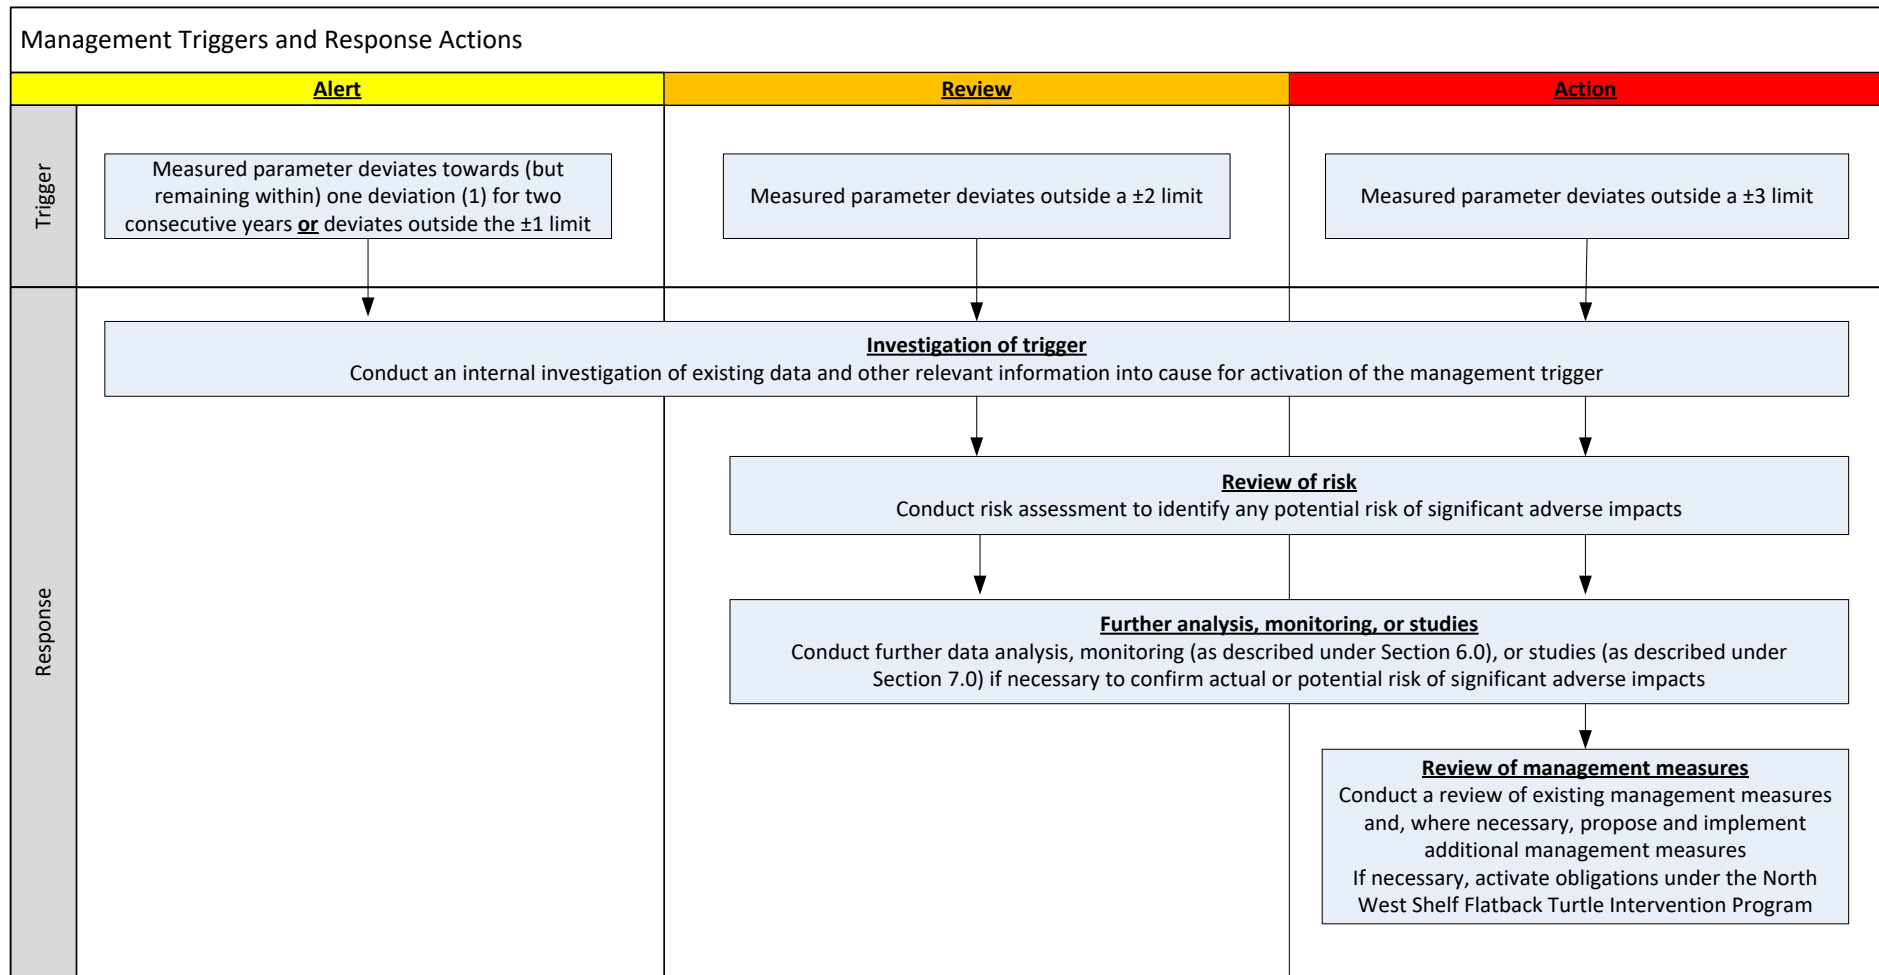 Management Triggers and Response Actions
Alert
Review
Action
Trigger
Measured parameter deviates towards (but
remaining within) one deviation (1) for two
consecutive years or deviates outside the ±1 limit
Measured parameter deviates outside a ±2 limit
Measured parameter deviates outside a ±3 limit
Response
Investigation of trigger
Conduct an internal investigation of existing data and other relevant information into cause for activation of the management trigger
Review of risk
Conduct risk assessment to identify any potential risk of significant adverse impacts
Further analysis, monitoring, or studies
Conduct further data analysis, monitoring (as described under Section 6.0), or studies (as described under
Section 7.0) if necessary to confirm actual or potential risk of significant adverse impacts
Review of management measures
Conduct a review of existing management measures
and, where necessary, propose and implement
additional management measures
If necessary, activate obligations under the North
West Shelf Flatback Turtle Intervention Program